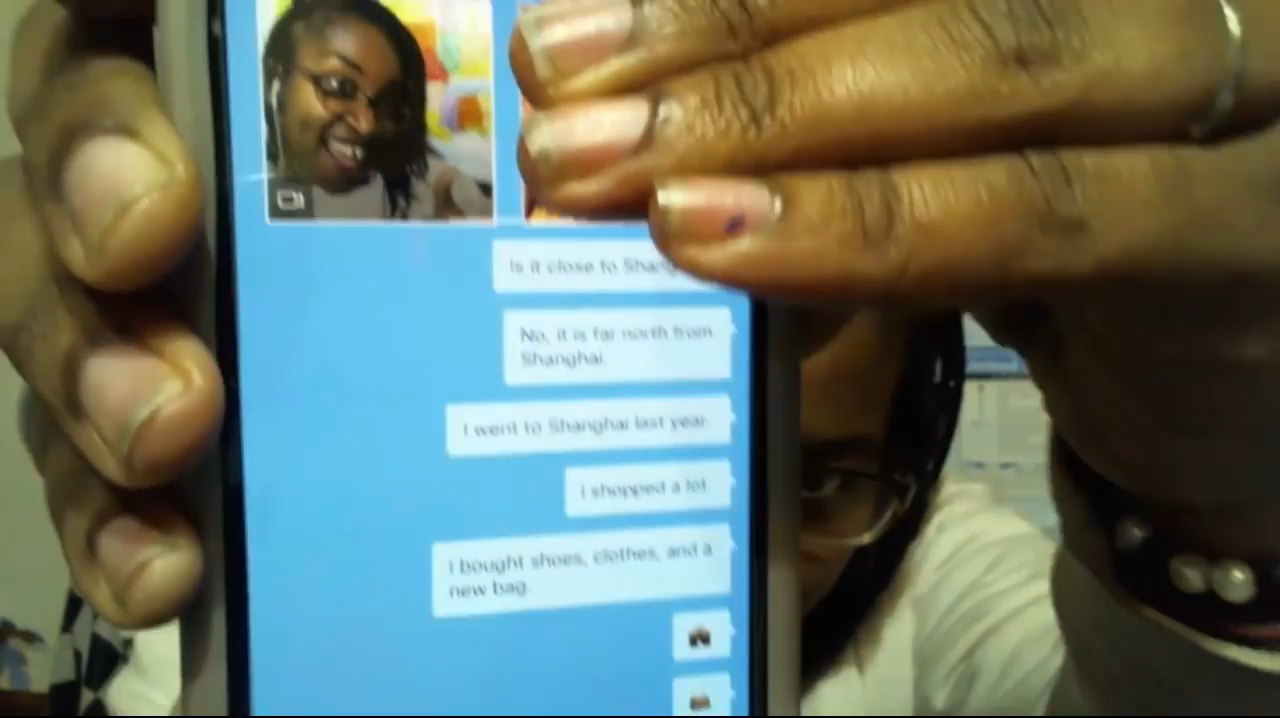 Is it close to Shang
No, it is far north from
Shanghai.
I went to Shanghai last year.
I shopped a lot.
I bought shoes, clothes, and a
new bag.